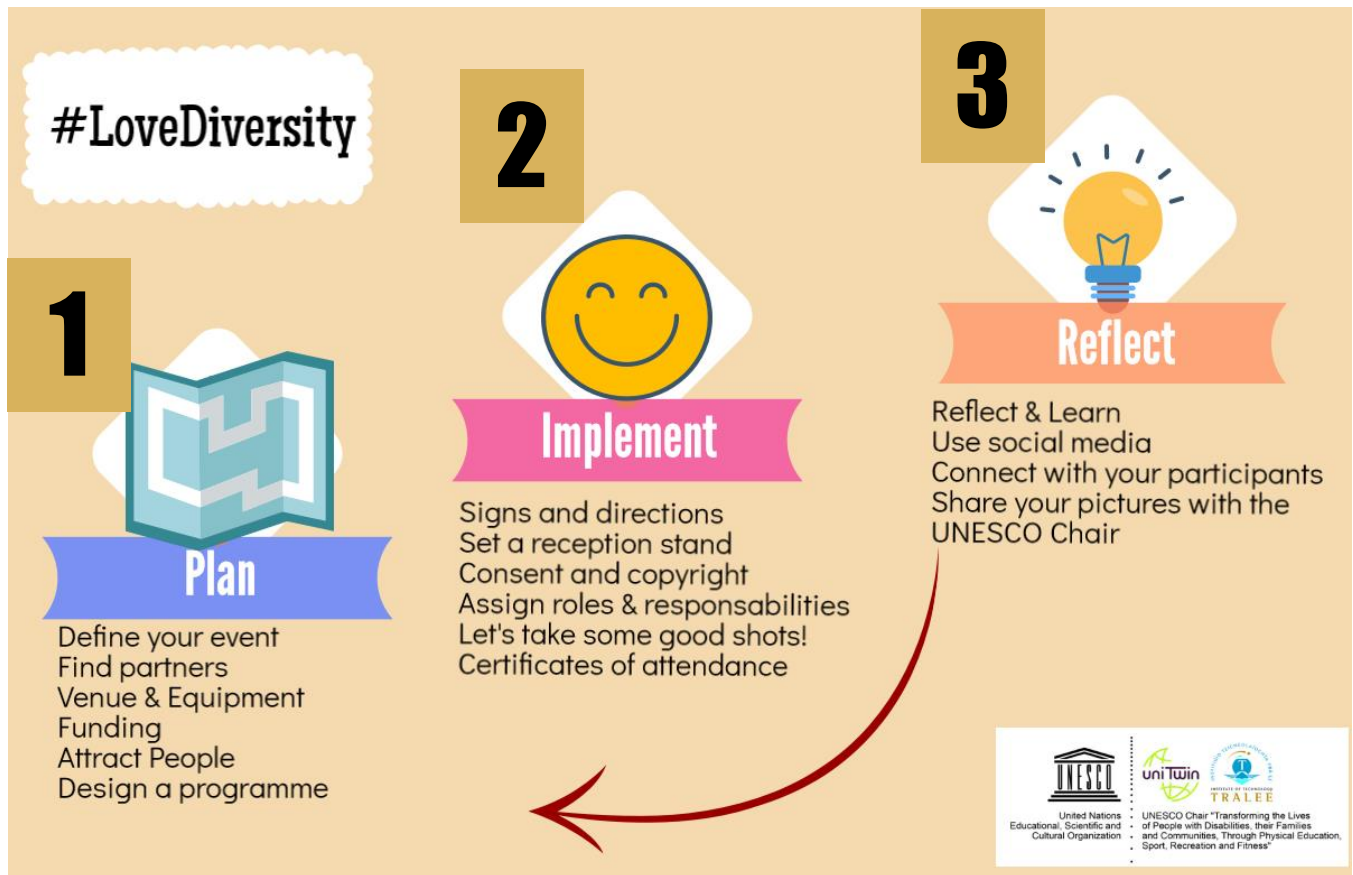 #LoveDiversity
1
Plan
Define your event
Find partners
Venue & Equipment
Funding
Attract People
Design a programme
2
Implement
Signs and directions
Set a reception stand
Consent and copyright
Assign roles & responsabilities
Let's take some good shots!
Certificates of attendance
3
Reflect
Reflect & Learn
Use social media
Connect with your participants
Share your pictures with the
UNESCO Chair
UNESCO
United Nations
Educational, Scientific and
Cultural Organization
uniTwin
T
INSTITUTE OF TECHNOLOGY
TRALEE
UNESCO Chair "Transforming the Lives
of People with Disabilities, their Families
and Communities, Through Physical Education,
Sport, Recreation and Fitness"